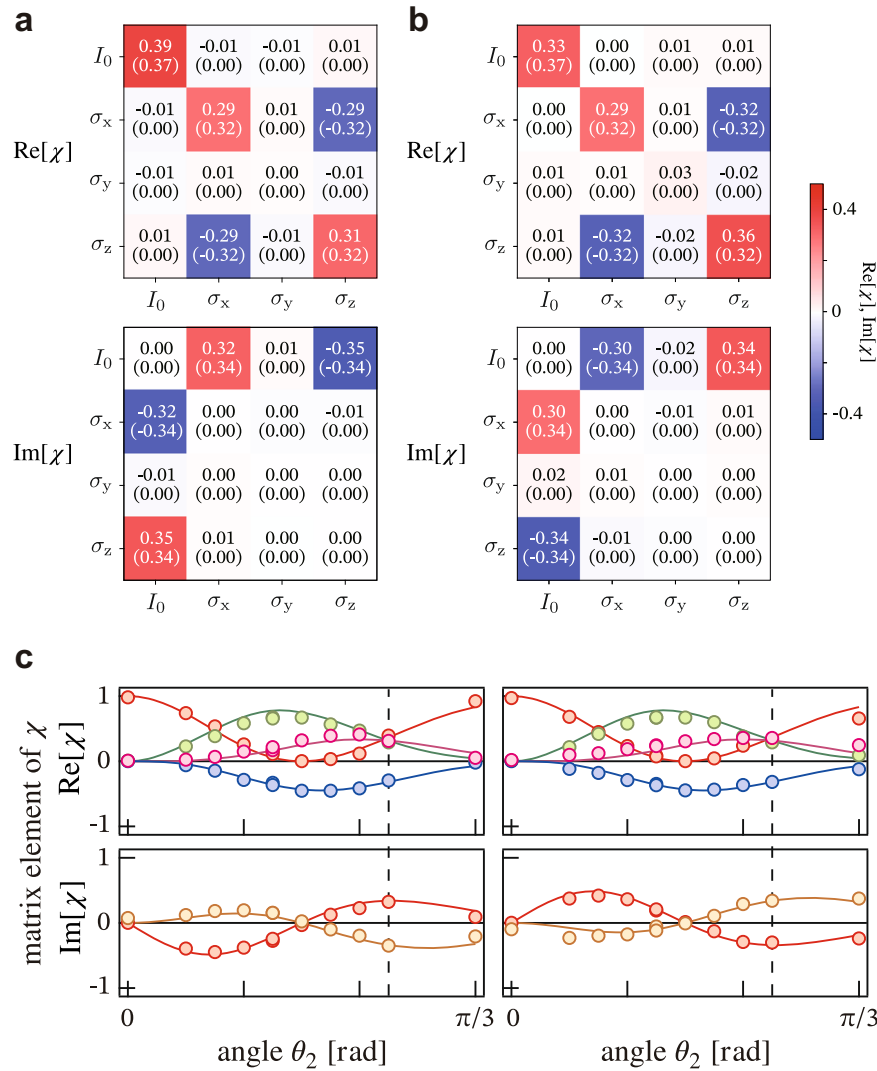 a
Re[χ]
I₀ 0.39 -0.01 -0.01 0.01
(0.37) (0.00) (0.00) (0.00)
σx -0.01 0.29 0.01 -0.29
(0.00) (0.32) (0.00) (-0.32)
σy -0.01 0.01 0.00 -0.01
(0.00) (0.00) (0.00) (0.00)
σz 0.01 -0.29 -0.01 0.31
(0.00) (-0.32) (0.00) (0.32)
I₀ σx σy σz
Im[χ]
I₀ 0.00 0.32 0.01 -0.35
(0.00) (0.34) (0.00) (-0.34)
σx -0.32 0.00 0.00 -0.01
(-0.34) (0.00) (0.00) (0.00)
σy -0.01 0.00 0.00 0.00
(0.00) (0.00) (0.00) (0.00)
σz 0.35 0.01 0.00 0.00
(0.34) (0.00) (0.00) (0.00)
I₀ σx σy σz
b
Re[χ]
I₀ 0.33 0.00 0.01 0.01
(0.37) (0.00) (0.00) (0.00)
σx 0.00 0.29 0.01 -0.32
(0.00) (0.32) (0.00) (-0.32)
σy 0.01 0.01 0.03 -0.02
(0.00) (0.00) (0.00) (0.00)
σz 0.01 -0.32 -0.02 0.36
(0.00) (-0.32) (0.00) (0.32)
I₀ σx σy σz
Im[χ]
I₀ 0.00 -0.30 -0.02 0.34
(0.00) (-0.34) (0.00) (0.34)
σx 0.30 0.00 -0.01 0.01
(0.34) (0.00) (0.00) (0.00)
σy 0.02 0.01 0.00 0.00
(0.00) (0.00) (0.00) (0.00)
σz -0.34 -0.01 0.00 0.00
(-0.34) (0.00) (0.00) (0.00)
I₀ σx σy σz
0.4
0
-0.4
Re[χ], Im[χ]
c
matrix element of χ
Re[χ]
1
0
-1
Im[χ]
1
0
-1
0 π/3
angle θ₂ [rad]
0 π/3
angle θ₂ [rad]